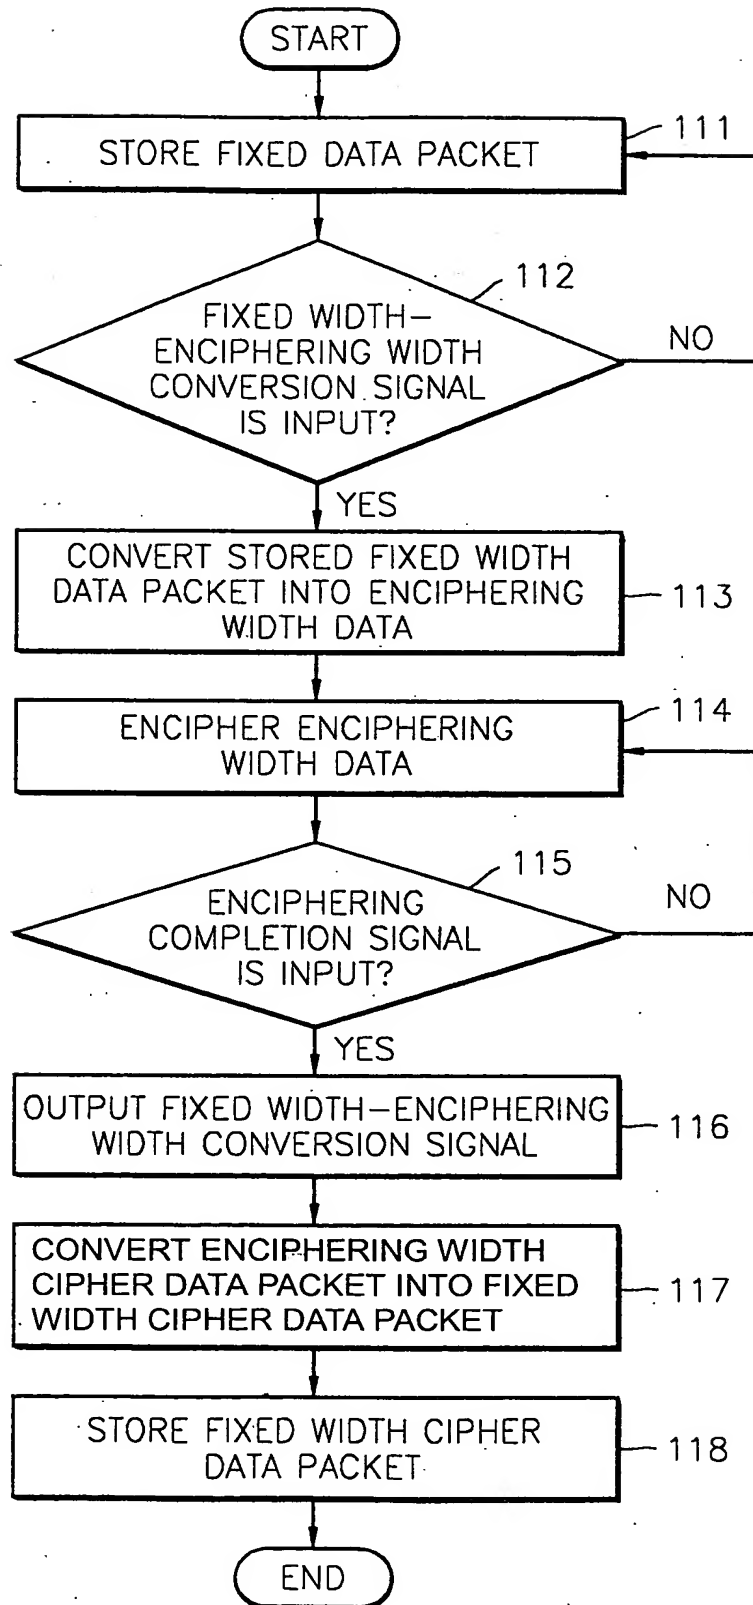 START
STORE FIXED DATA PACKET
111
112
FIXED WIDTH-
ENCIPHERING WIDTH
CONVERSION SIGNAL
IS INPUT?
NO
YES
CONVERT STORED FIXED WIDTH
DATA PACKET INTO ENCIPHERING
WIDTH DATA
113
ENCIPHER ENCIPHERING
WIDTH DATA
114
115
ENCIPHERING
COMPLETION SIGNAL
IS INPUT?
NO
YES
OUTPUT FIXED WIDTH-ENCIPHERING
WIDTH CONVERSION SIGNAL
116
CONVERT ENCIPHERING WIDTH
CIPHER DATA PACKET INTO FIXED
WIDTH CIPHER DATA PACKET
117
STORE FIXED WIDTH CIPHER
DATA PACKET
118
END